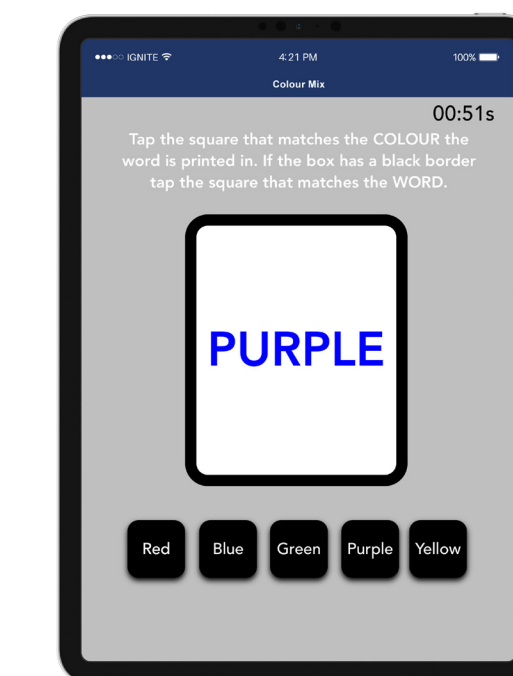 ●●●○○ IGNITE 4:21 PM 100%
Colour Mix
00:51s
Tap the square that matches the COLOUR the
word is printed in. If the box has a black border
tap the square that matches the WORD.
PURPLE
Red Blue Green Purple Yellow